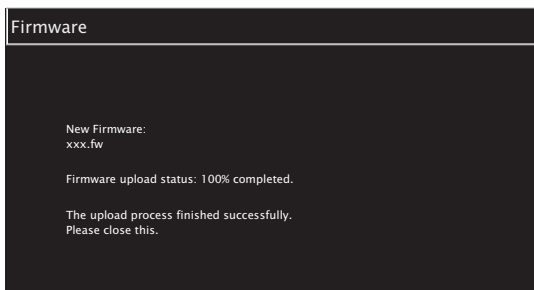 Firmware
New Firmware:
xxx.fw
Firmware upload status: 100% completed.
The upload process finished successfully.
Please close this.